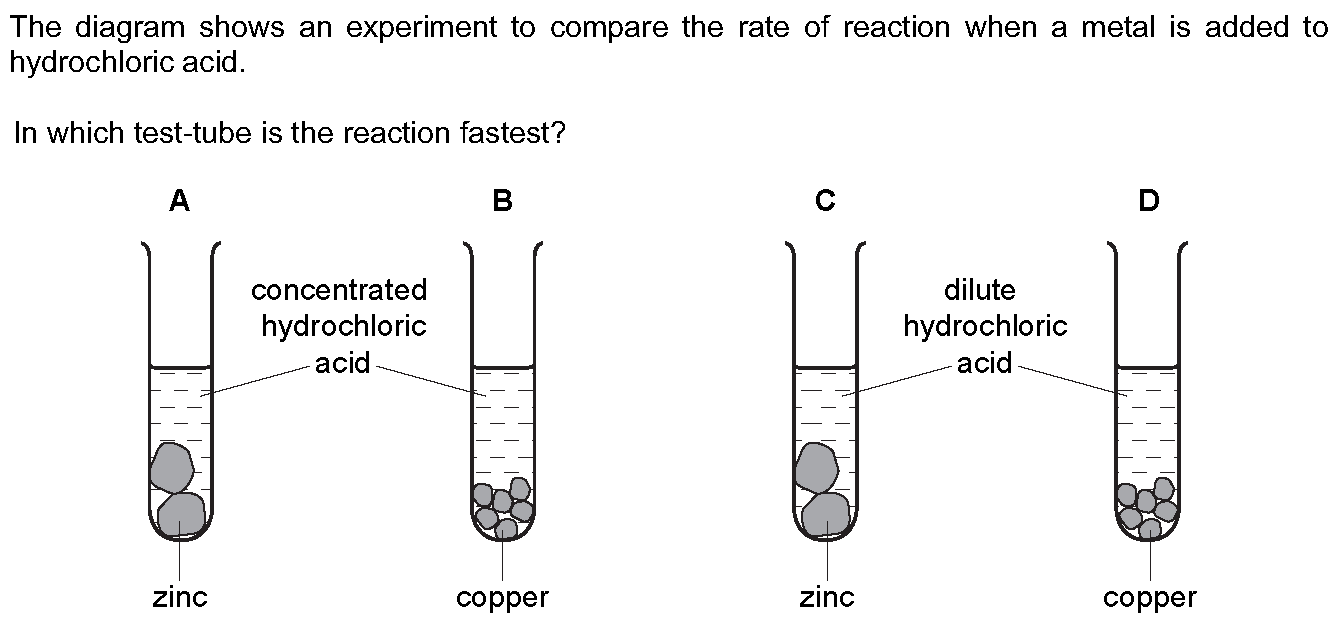 The diagram shows an experiment to compare the rate of reaction when a metal is added to
hydrochloric acid.
In which test-tube is the reaction fastest?
A
B
C
D
concentrated
hydrochloric
acid
dilute
hydrochloric
acid
zinc
copper
zinc
copper